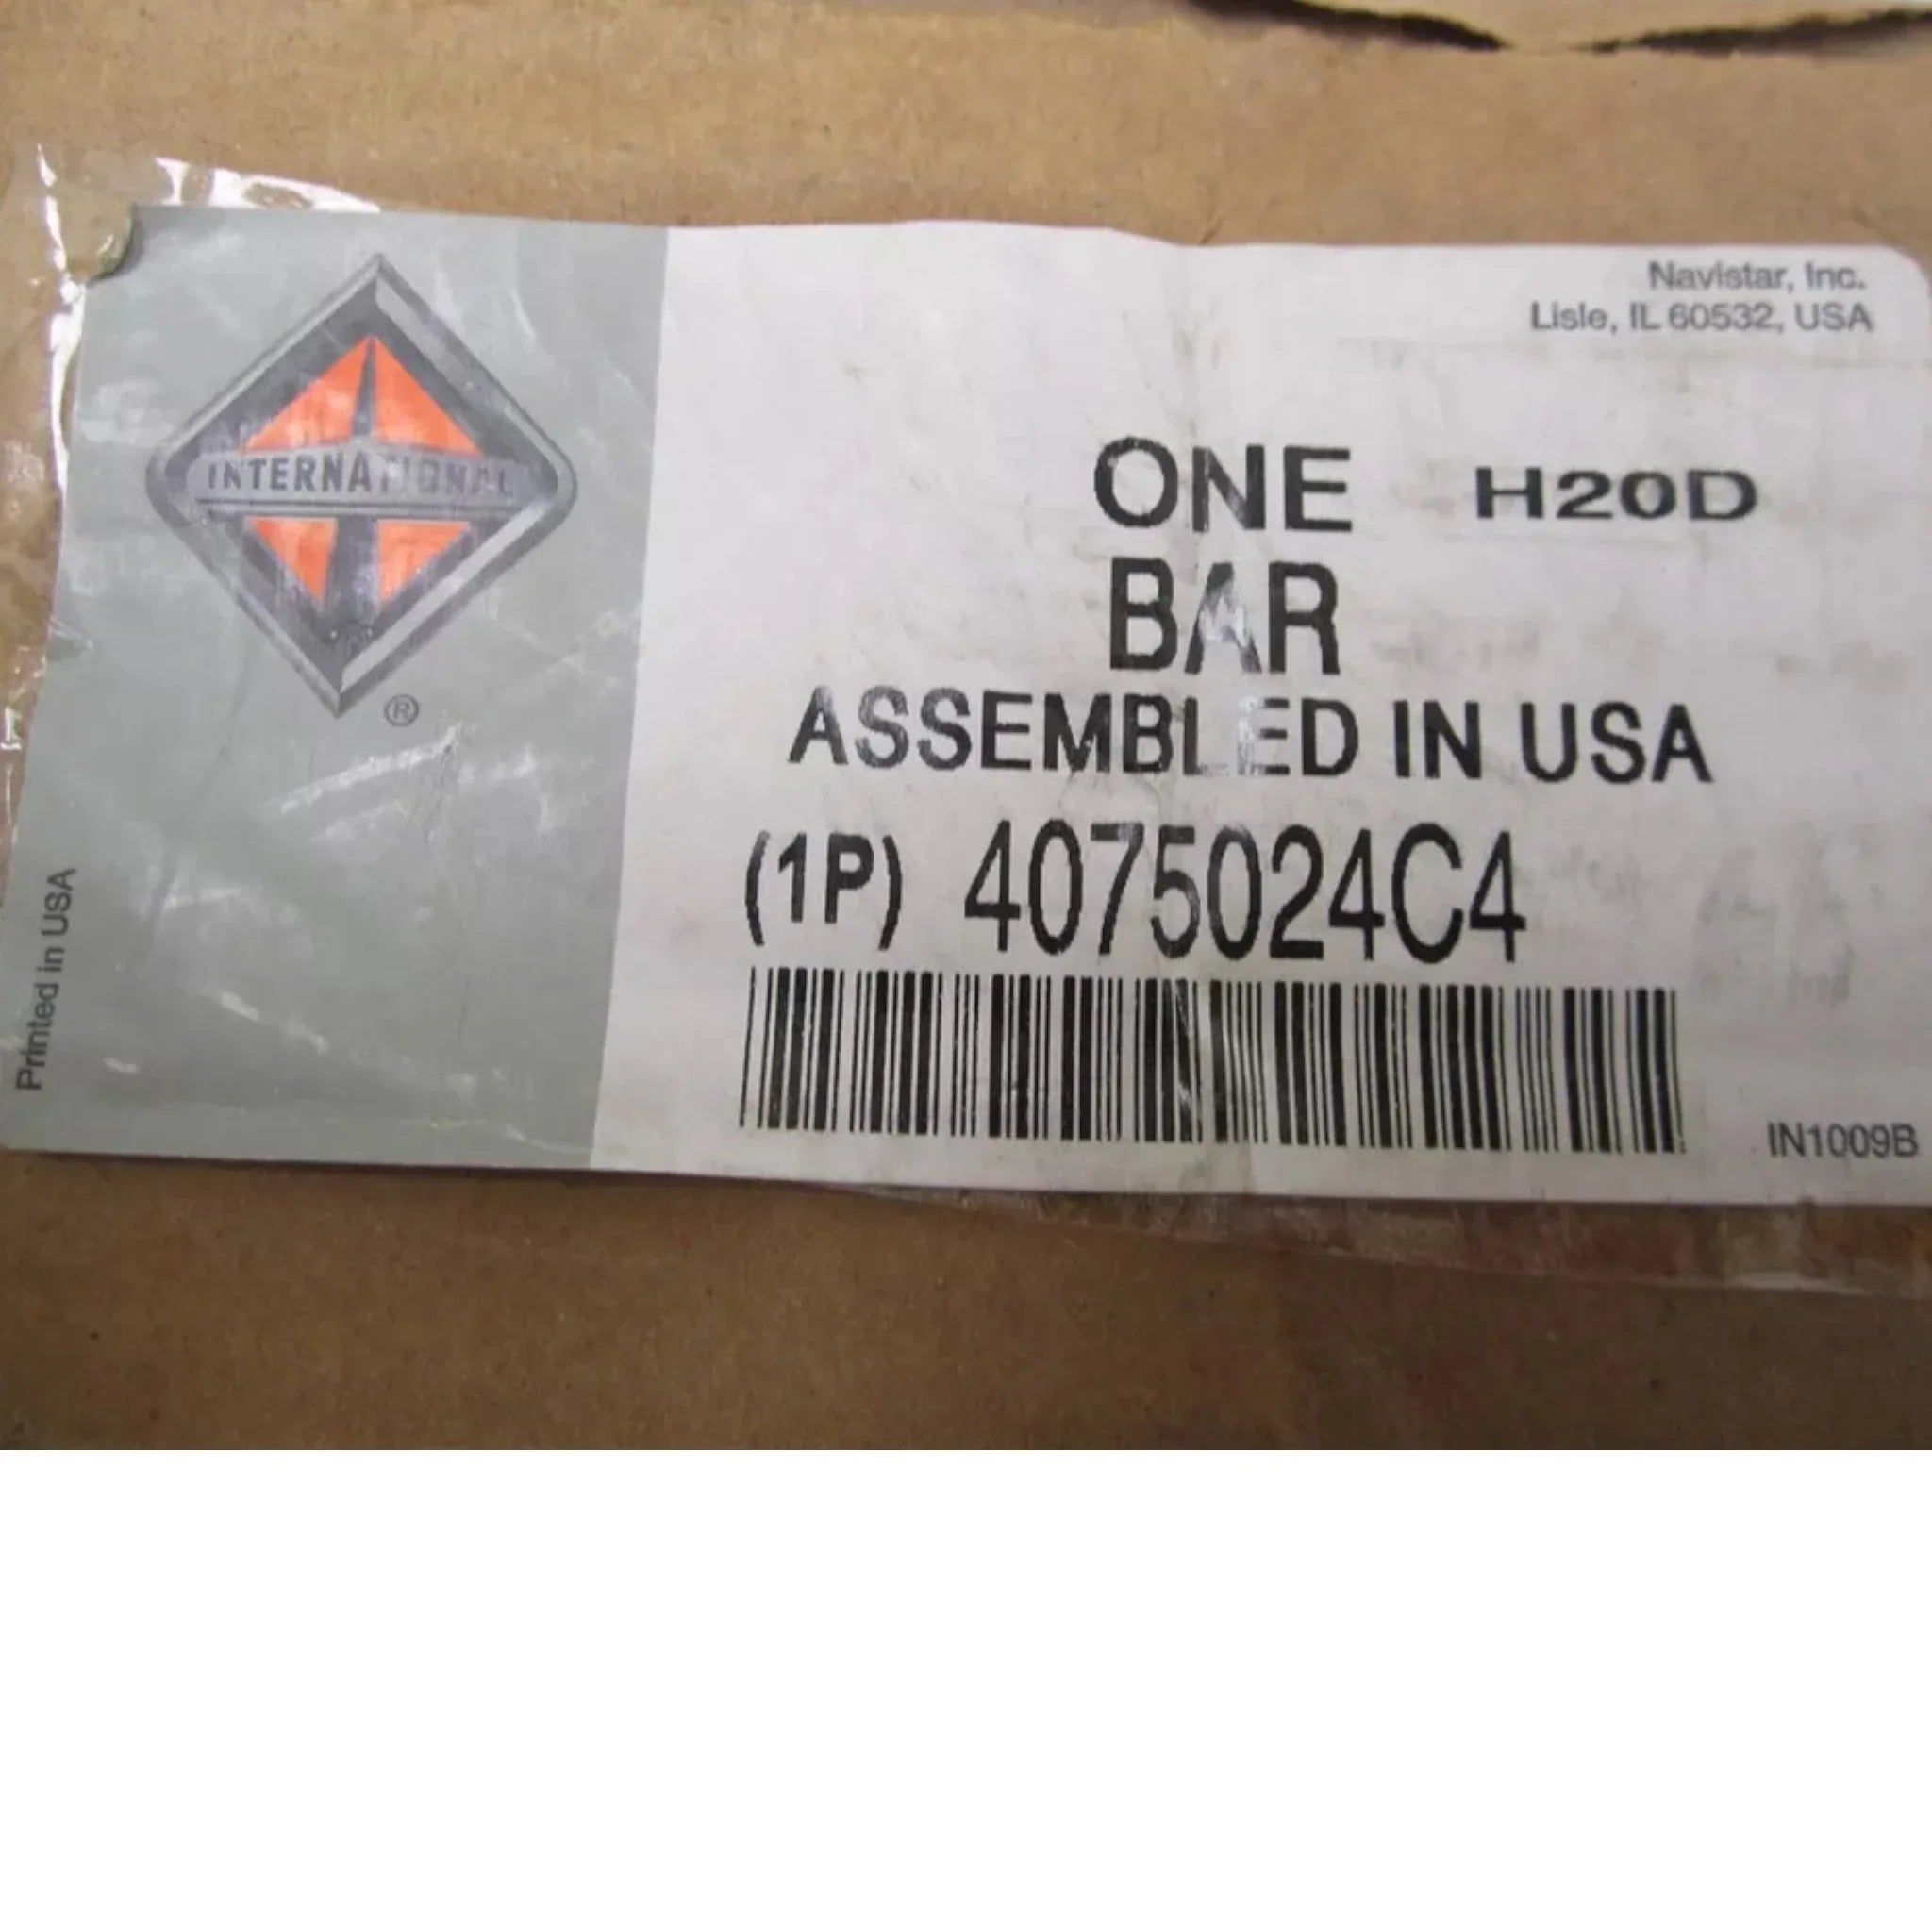 Navistar, Inc.
Lisle, IL 60532, USA
INTERNATIONAL
®
ONE H20D
BAR
ASSEMBLED IN USA
(1P) 4075024C4
Printed in USA
IN1009B